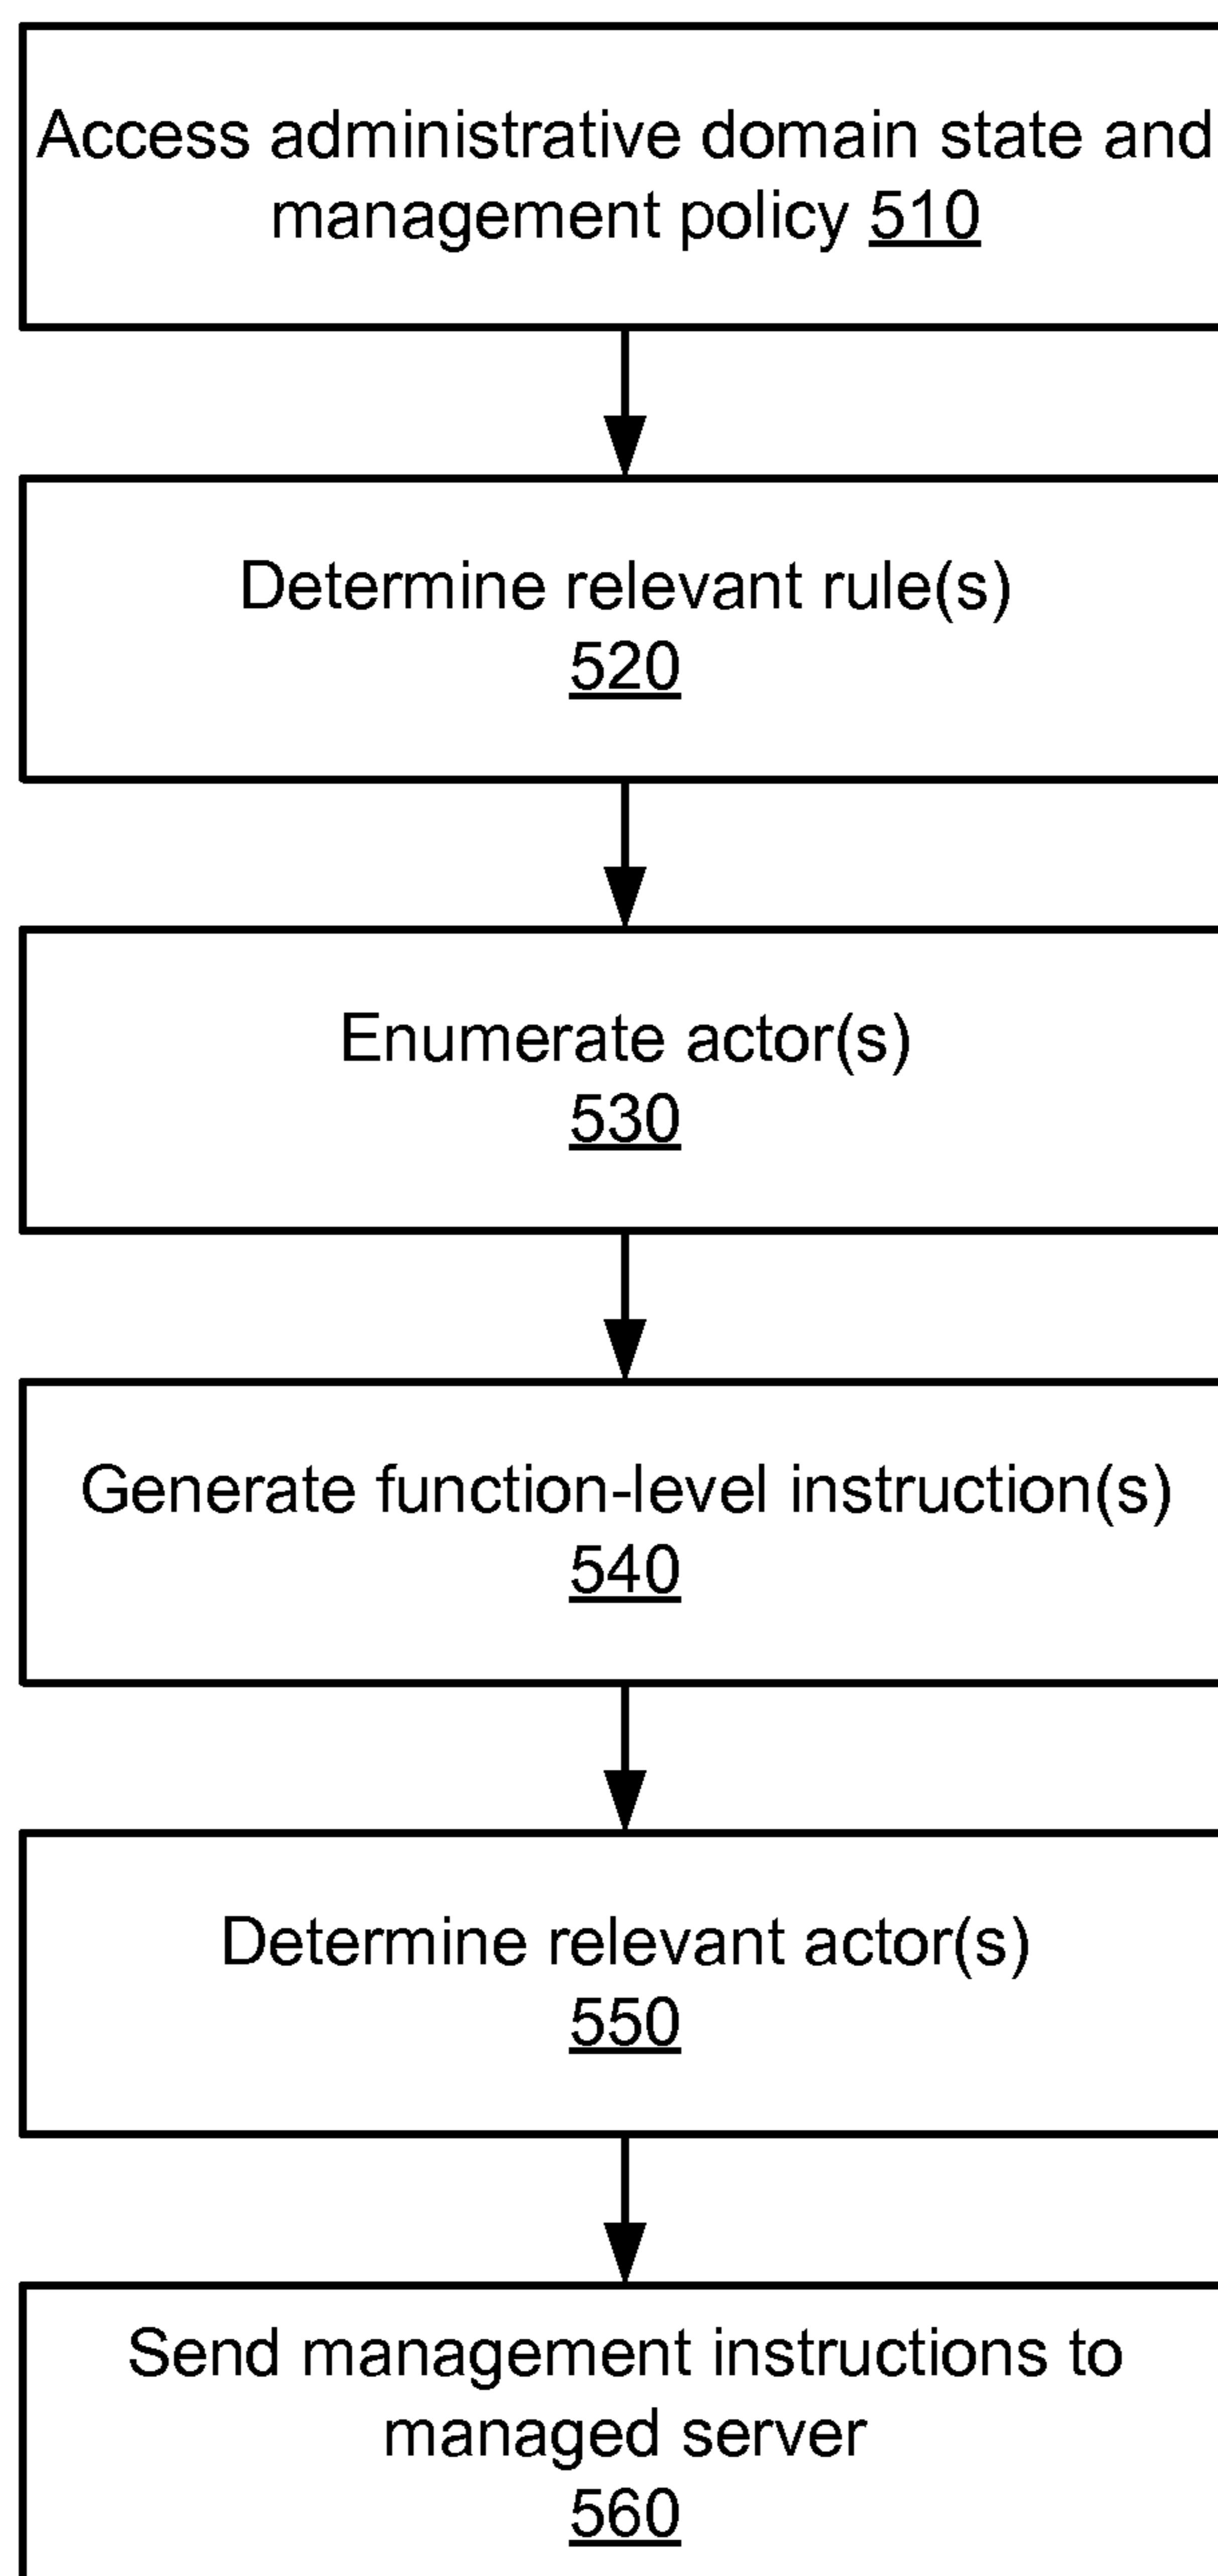 Access administrative domain state and
management policy 510
Determine relevant rule(s)
520
Enumerate actor(s)
530
Generate function-level instruction(s)
540
Determine relevant actor(s)
550
Send management instructions to
managed server
560